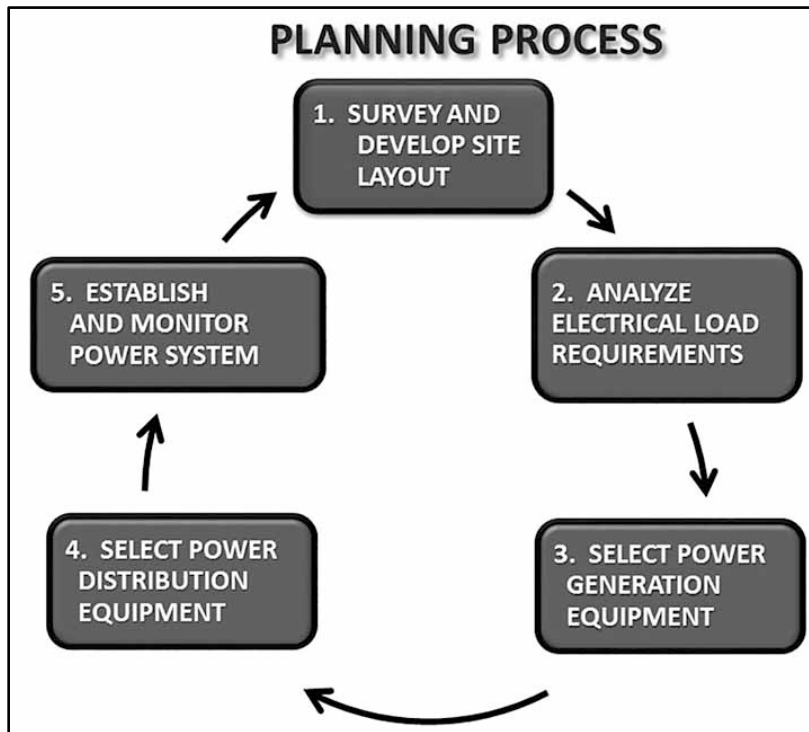 PLANNING PROCESS
1. SURVEY AND
DEVELOP SITE
LAYOUT
2. ANALYZE
ELECTRICAL LOAD
REQUIREMENTS
3. SELECT POWER
GENERATION
EQUIPMENT
4. SELECT POWER
DISTRIBUTION
EQUIPMENT
5. ESTABLISH
AND MONITOR
POWER SYSTEM